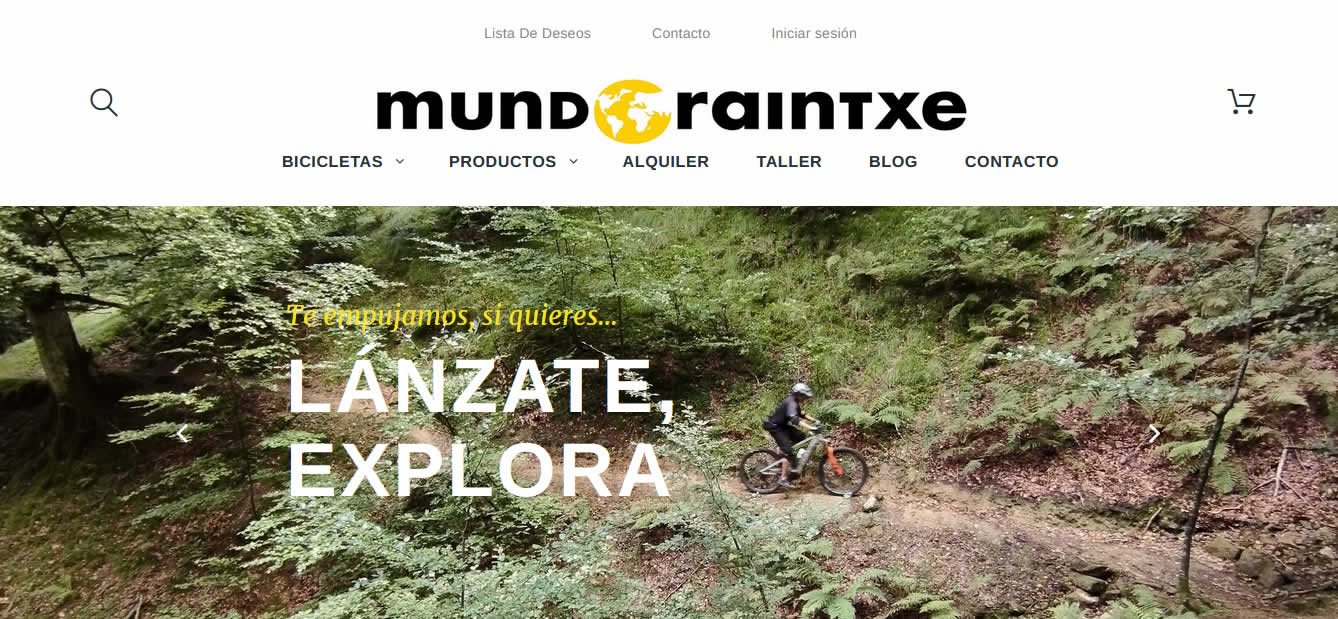 Lista De Deseos Contacto Iniciar sesión
mundoraintxe
BICICLETAS PRODUCTOS ALQUILER TALLER BLOG CONTACTO
Te empujamos, si quieres...
LÁNZATE,
EXPLORA